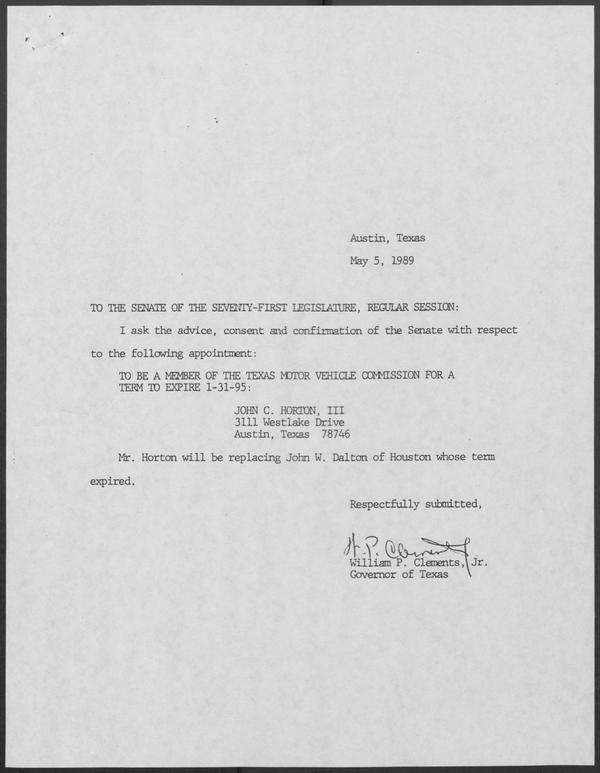 Austin, Texas
May 5, 1989
TO THE SENATE OF THE SEVENTY-FIRST LEGISLATURE, REGULAR SESSION:
I ask the advice, consent and confirmation of the Senate with respect
to the following appointment:
TO BE A MEMBER OF THE TEXAS MOTOR VEHICLE COMMISSION FOR A
TERM TO EXPIRE 1-31-95:
JOHN C. HORTON, III
3111 Westlake Drive
Austin, Texas 78746
Mr. Horton will be replacing John W. Dalton of Houston whose term
expired.
Respectfully submitted,
W. P. Clements Jr.
William P. Clements, Jr.
Governor of Texas